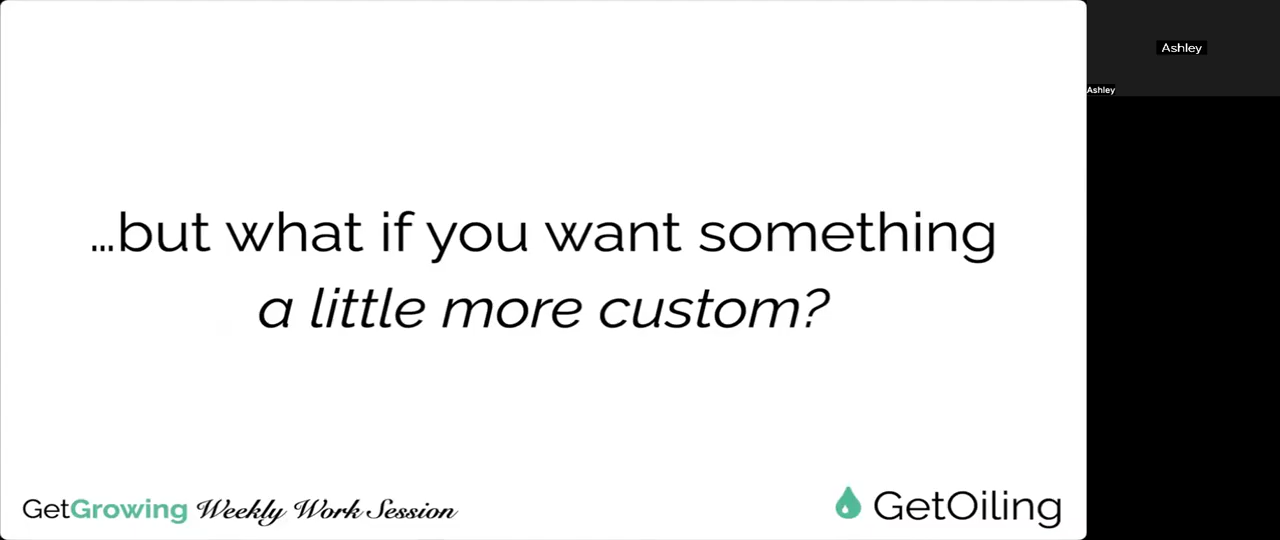 ...but what if you want something
a little more custom?
GetGrowing Weekly Work Session
GetOiling
Ashley
Ashley